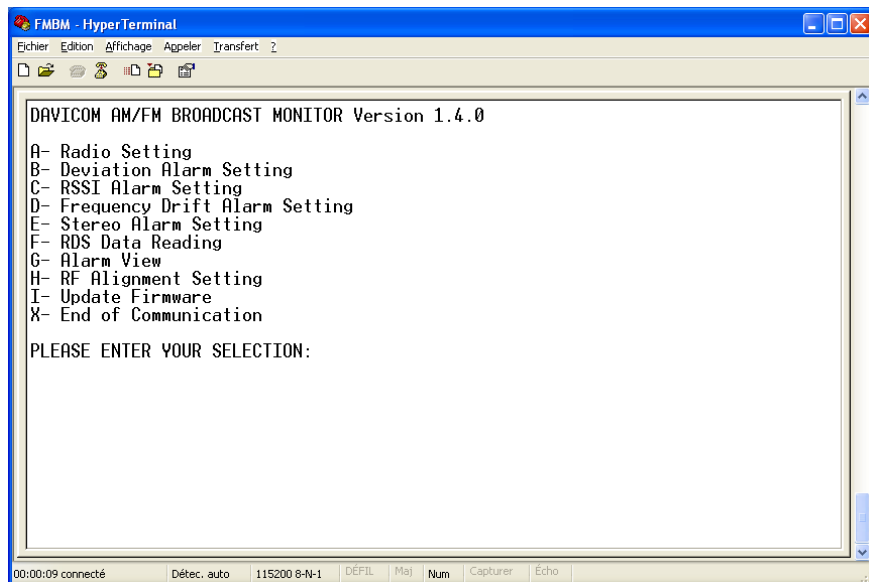 FMBM - HyperTerminal
Fichier Edition Affichage Appeler Transfert ?
DAVICOM AM/FM BROADCAST MONITOR Version 1.4.0
A- Radio Setting
B- Deviation Alarm Setting
C- RSSI Alarm Setting
D- Frequency Drift Alarm Setting
E- Stereo Alarm Setting
F- RDS Data Reading
G- Alarm View
H- RF Alignment Setting
I- Update Firmware
X- End of Communication
PLEASE ENTER YOUR SELECTION:
00:00:09 connecté Détec. auto 115200 8-N-1 DÉFIL Maj Num Capturer Écho